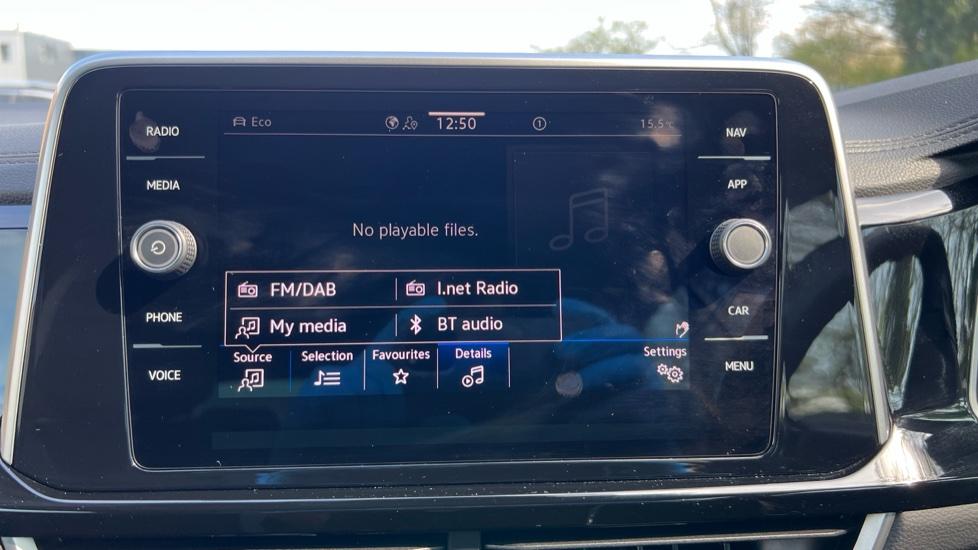 RADIO
MEDIA
PHONE
VOICE
Eco
12:50
15.5°C
No playable files.
FM/DAB
I.net Radio
My media
BT audio
Source
Selection
Favourites
Details
Settings
NAV
APP
CAR
MENU